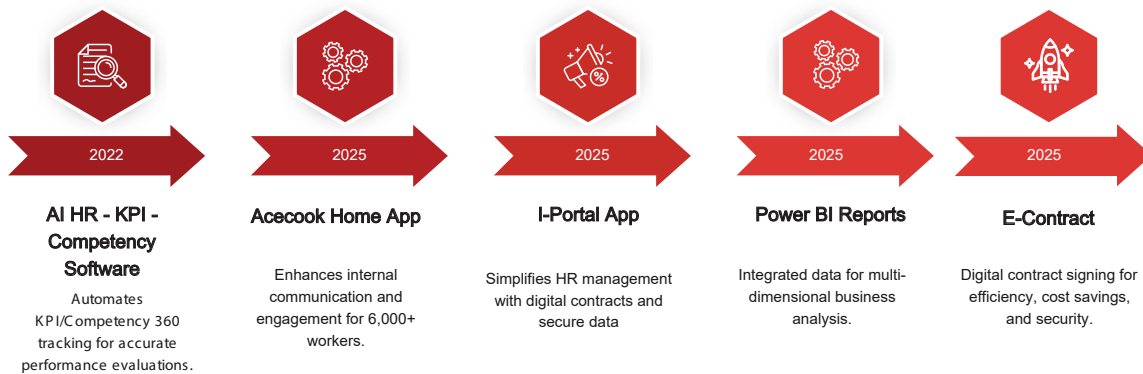 %
2022
AI HR - KPI -
Competency
Software
Automates
KPI/Competency 360
tracking for accurate
performance evaluations.
2025
Acecook Home App
Enhances internal
communication and
engagement for 6,000+
workers.
2025
I-Portal App
Simplifies HR management
with digital contracts and
secure data
2025
Power BI Reports
Integrated data for multi-
dimensional business
analysis.
2025
E-Contract
Digital contract signing for
efficiency, cost savings,
and security.